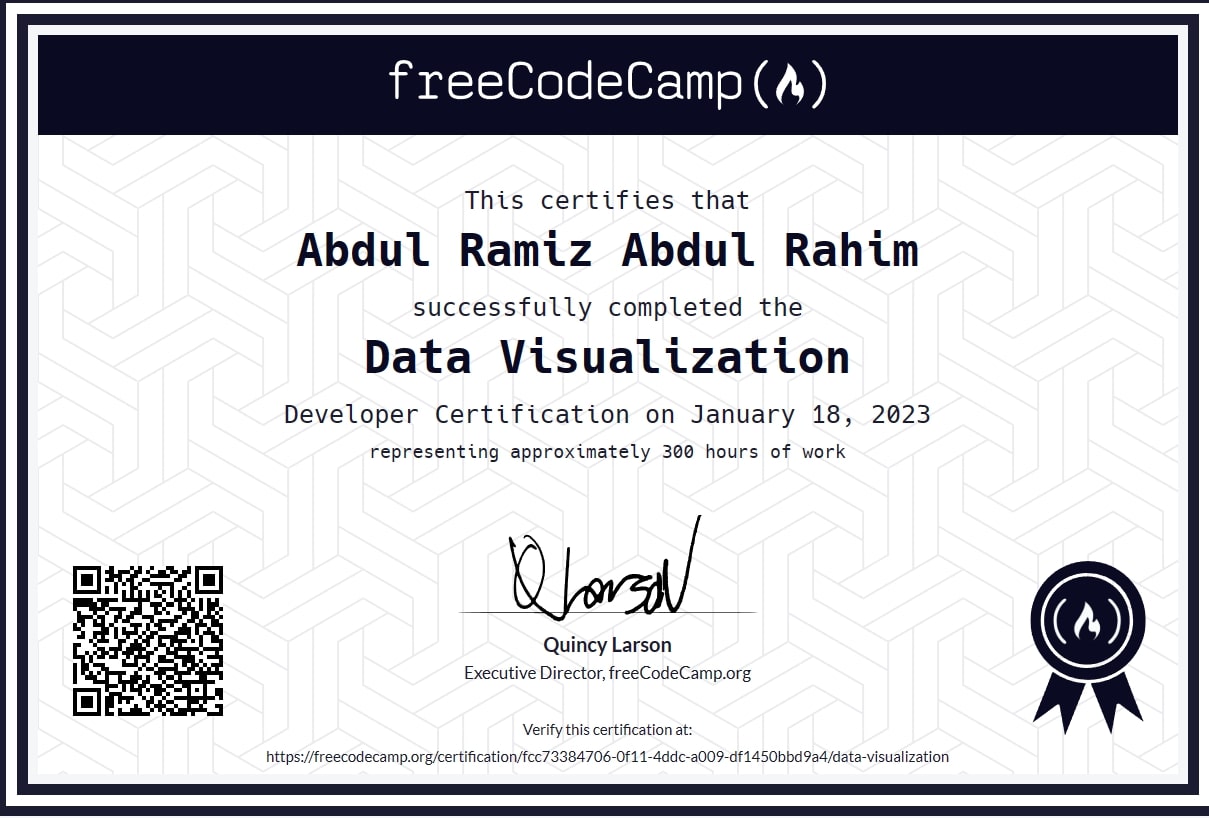 freeCodeCamp
This certifies that
Abdul Ramiz Abdul Rahim
successfully completed the
Data Visualization
Developer Certification on January 18, 2023
representing approximately 300 hours of work
Quincy Larson
Executive Director, freeCodeCamp.org
Verify this certification at:
https://freecodecamp.org/certification/fcc73384706-0f11-4ddc-a009-df1450bbd9a4/data-visualization